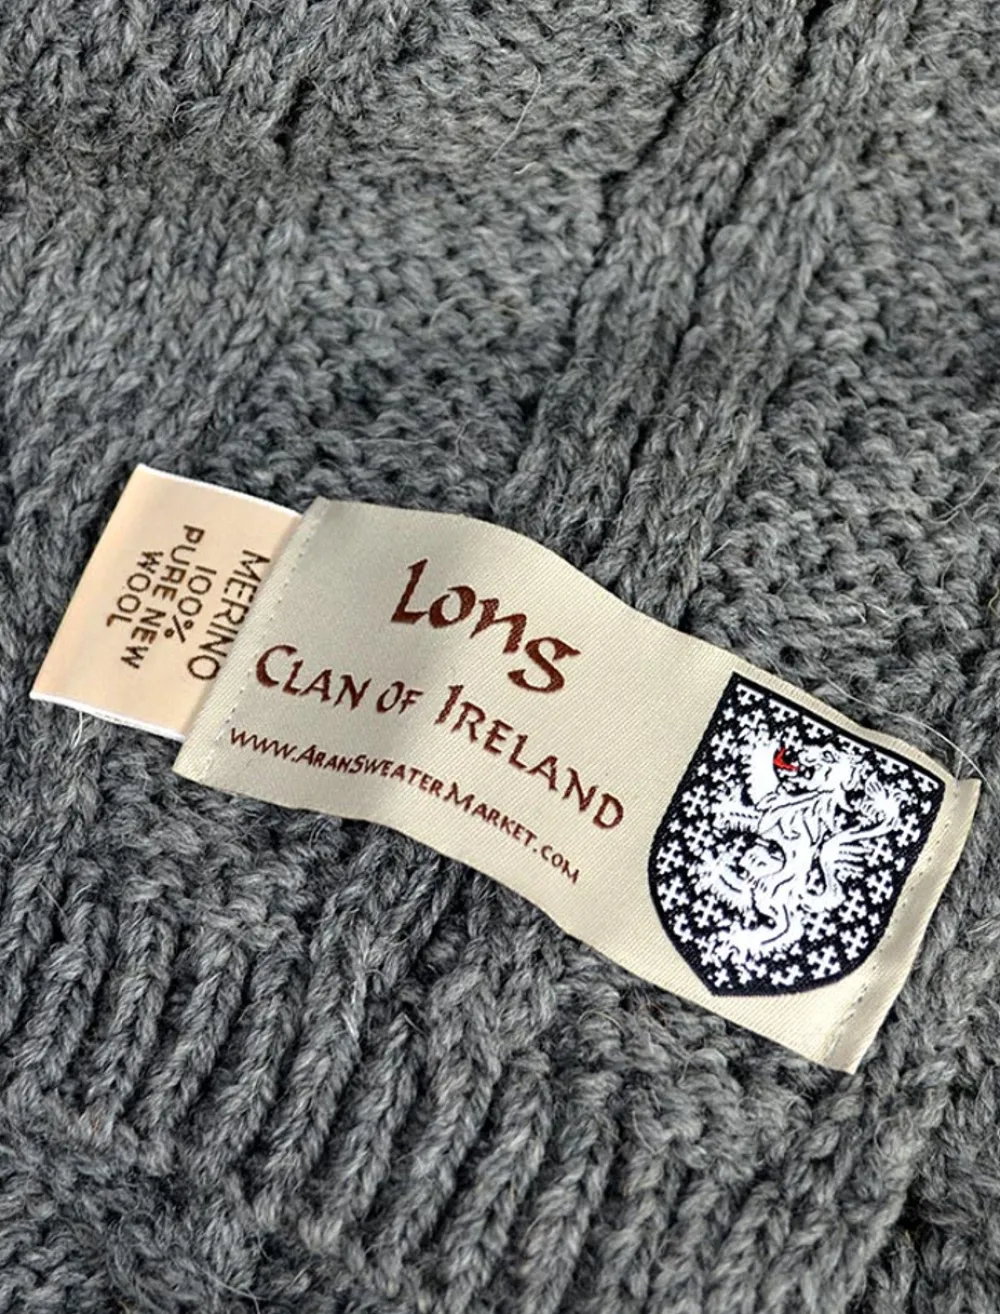 Long
Clan of Ireland
www.AranSweaterMarket.com
MERINO
100%
PURE NEW
WOOL